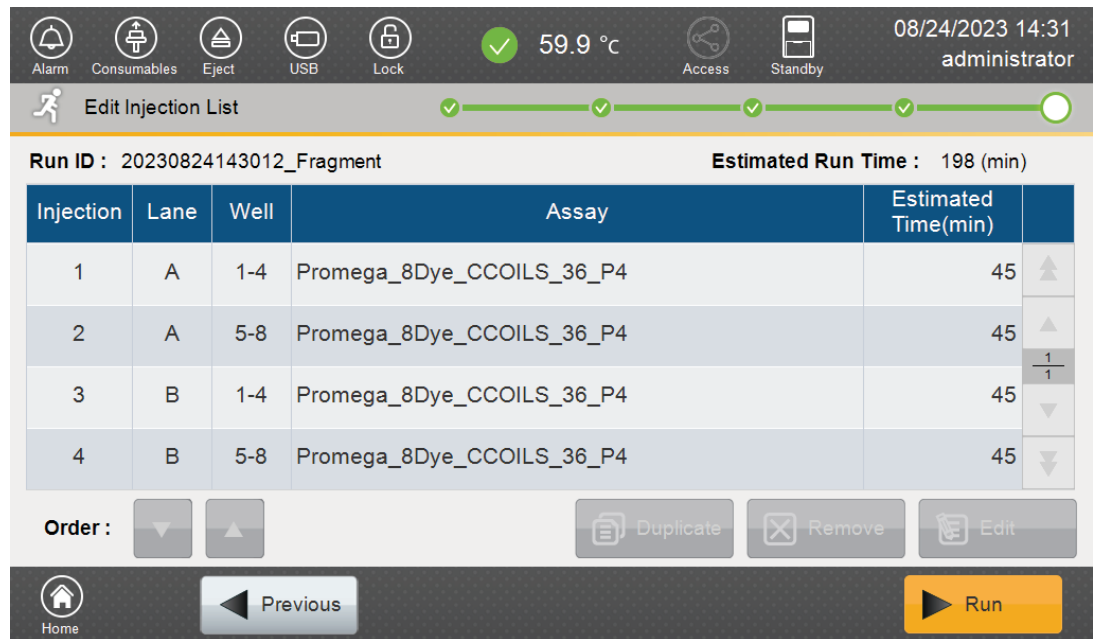 59.9 °c
08/24/2023 14:31
administrator
Alarm
Consumables
Eject
USB
Lock
Access
Standby
Edit Injection List
Run ID : 20230824143012_Fragment
Estimated Run Time : 198 (min)
Injection Lane Well Assay Estimated Time(min)
1 A 1-4 Promega_8Dye_CCOILS_36_P4 45
2 A 5-8 Promega_8Dye_CCOILS_36_P4 45
1
1
3 B 1-4 Promega_8Dye_CCOILS_36_P4 45
4 B 5-8 Promega_8Dye_CCOILS_36_P4 45
Order :
Duplicate
Remove
Edit
Home
Previous
Run